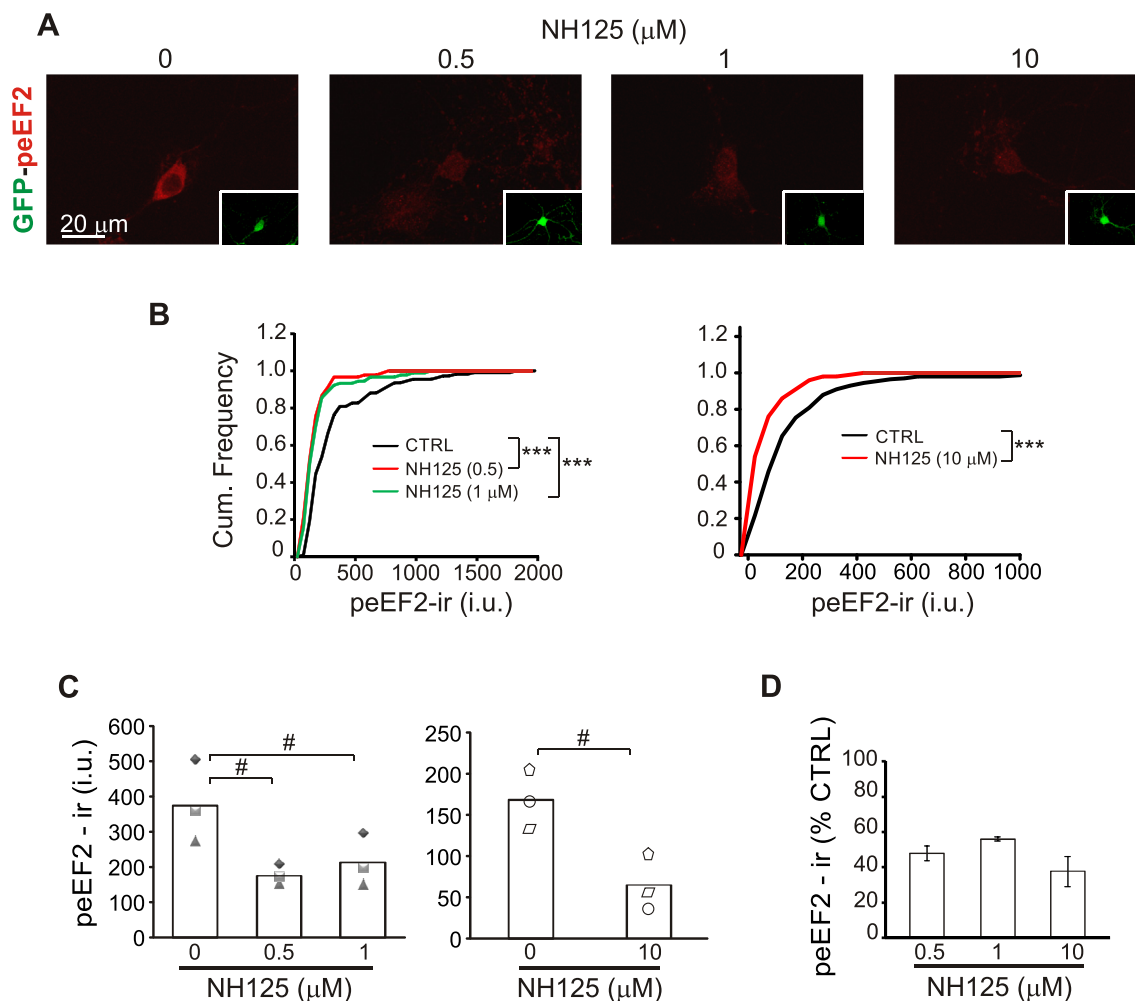 A
NH125 (μM)
0 0.5 1 10
GFP-peEF2
20 μm
B
Cum. Frequency
1.2
1.0
0.8
0.6
0.4
0.2
0
0 500 1000 1500 2000
peEF2-ir (i.u.)
CTRL
NH125 (0.5)
NH125 (1 μM)
***
***
1.2
1.0
0.8
0.6
0.4
0.2
0
0 200 400 600 800 1000
peEF2-ir (i.u.)
CTRL
NH125 (10 μM)
***
C
peEF2 - ir (i.u.)
600
500
400
300
200
100
0
#
#
0 0.5 1
NH125 (μM)
250
200
150
100
50
0
#
0 10
NH125 (μM)
D
peEF2 - ir (% CTRL)
100
80
60
40
20
0
0.5 1 10
NH125 (μM)